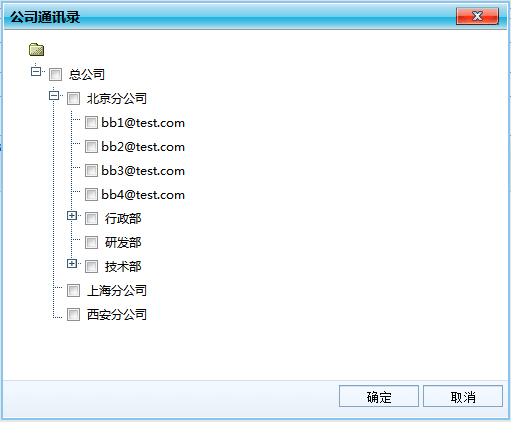 公司通讯录
总公司
北京分公司
bb1@test.com
bb2@test.com
bb3@test.com
bb4@test.com
行政部
研发部
技术部
上海分公司
西安分公司
确定 取消